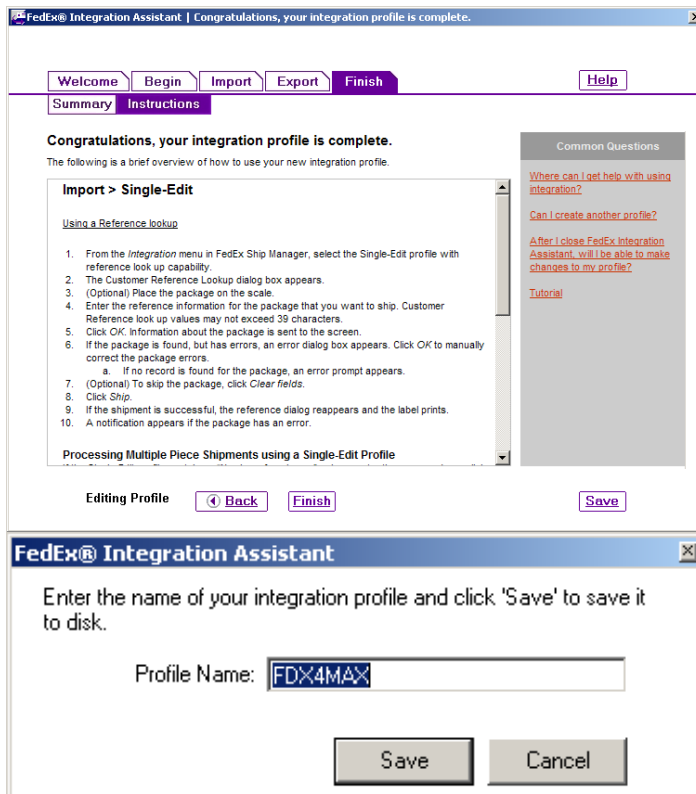 FedEx® Integration Assistant | Congratulations, your integration profile is complete.
Welcome Begin Import Export Finish Help
Summary Instructions
Congratulations, your integration profile is complete.
The following is a brief overview of how to use your new integration profile.
Import > Single-Edit
Using a Reference lookup
1. From the Integration menu in FedEx Ship Manager, select the Single-Edit profile with
reference look up capability.
2. The Customer Reference Lookup dialog box appears.
3. (Optional) Place the package on the scale.
4. Enter the reference information for the package that you want to ship. Customer
Reference look up values may not exceed 39 characters.
5. Click OK. Information about the package is sent to the screen.
6. If the package is found, but has errors, an error dialog box appears. Click OK to manually
correct the package errors.
a. If no record is found for the package, an error prompt appears.
7. (Optional) To skip the package, click Clear fields.
8. Click Ship.
9. If the shipment is successful, the reference dialog reappears and the label prints.
10. A notification appears if the package has an error.
Processing Multiple Piece Shipments using a Single-Edit Profile
Common Questions
Where can I get help with using
integration?
Can I create another profile?
After I close FedEx Integration
Assistant, will I be able to make
changes to my profile?
Tutorial
Editing Profile Back Finish Save
FedEx® Integration Assistant
Enter the name of your integration profile and click 'Save' to save it
to disk.
Profile Name: FDX4MAX
Save Cancel